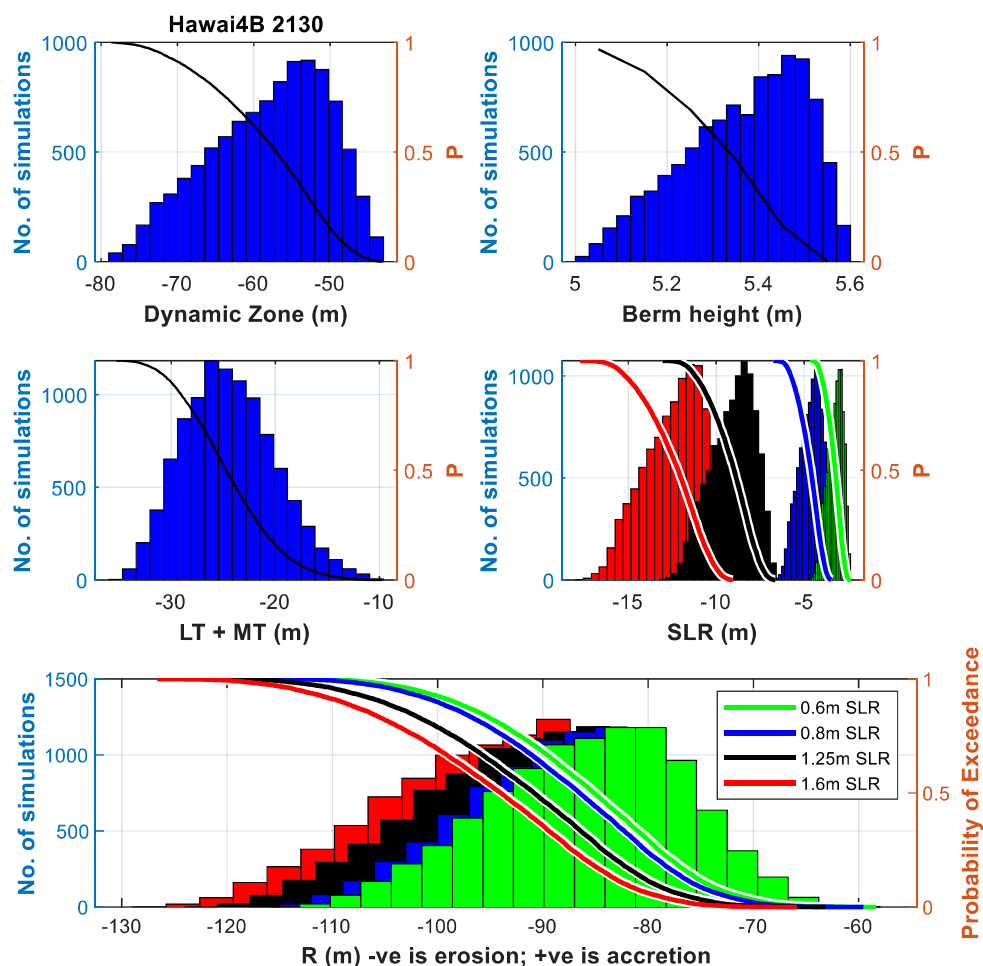 Hawai4B 2130
1000
500
0
No. of simulations
1
0.5
0
P
-80 -70 -60 -50
Dynamic Zone (m)
1000
500
0
No. of simulations
1
0.5
0
P
5 5.2 5.4 5.6
Berm height (m)
1000
500
0
No. of simulations
1
0.5
0
P
-30 -20 -10
LT + MT (m)
1000
500
0
No. of simulations
1
0.5
0
P
-15 -10 -5
SLR (m)
1500
1000
500
0
No. of simulations
0.6m SLR
0.8m SLR
1.25m SLR
1.6m SLR
1
0.5
0
Probability of Exceedance
-130 -120 -110 -100 -90 -80 -70 -60
R (m) -ve is erosion; +ve is accretion